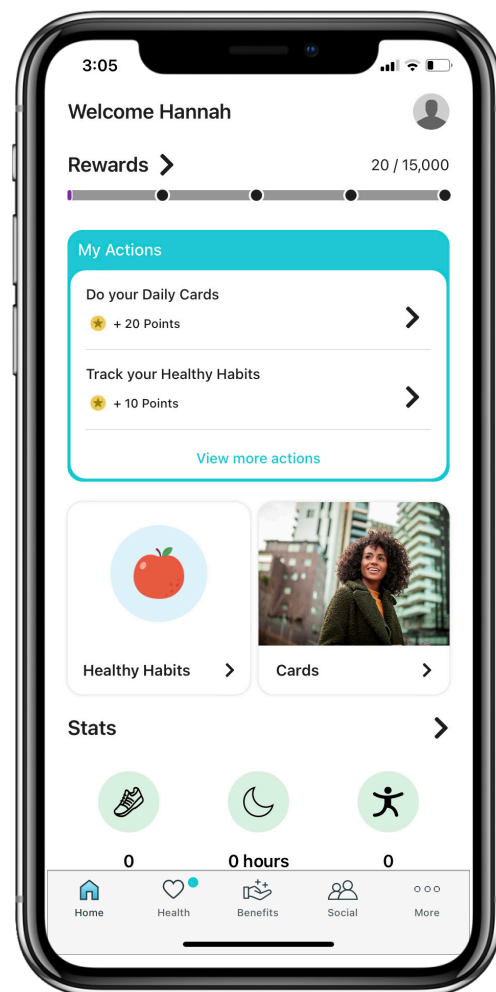 3:05
Welcome Hannah
Rewards
20 / 15,000
My Actions
Do your Daily Cards
+ 20 Points
Track your Healthy Habits
+ 10 Points
View more actions
Healthy Habits
Cards
Stats
0
0 hours
0
Home
Health
Benefits
Social
More